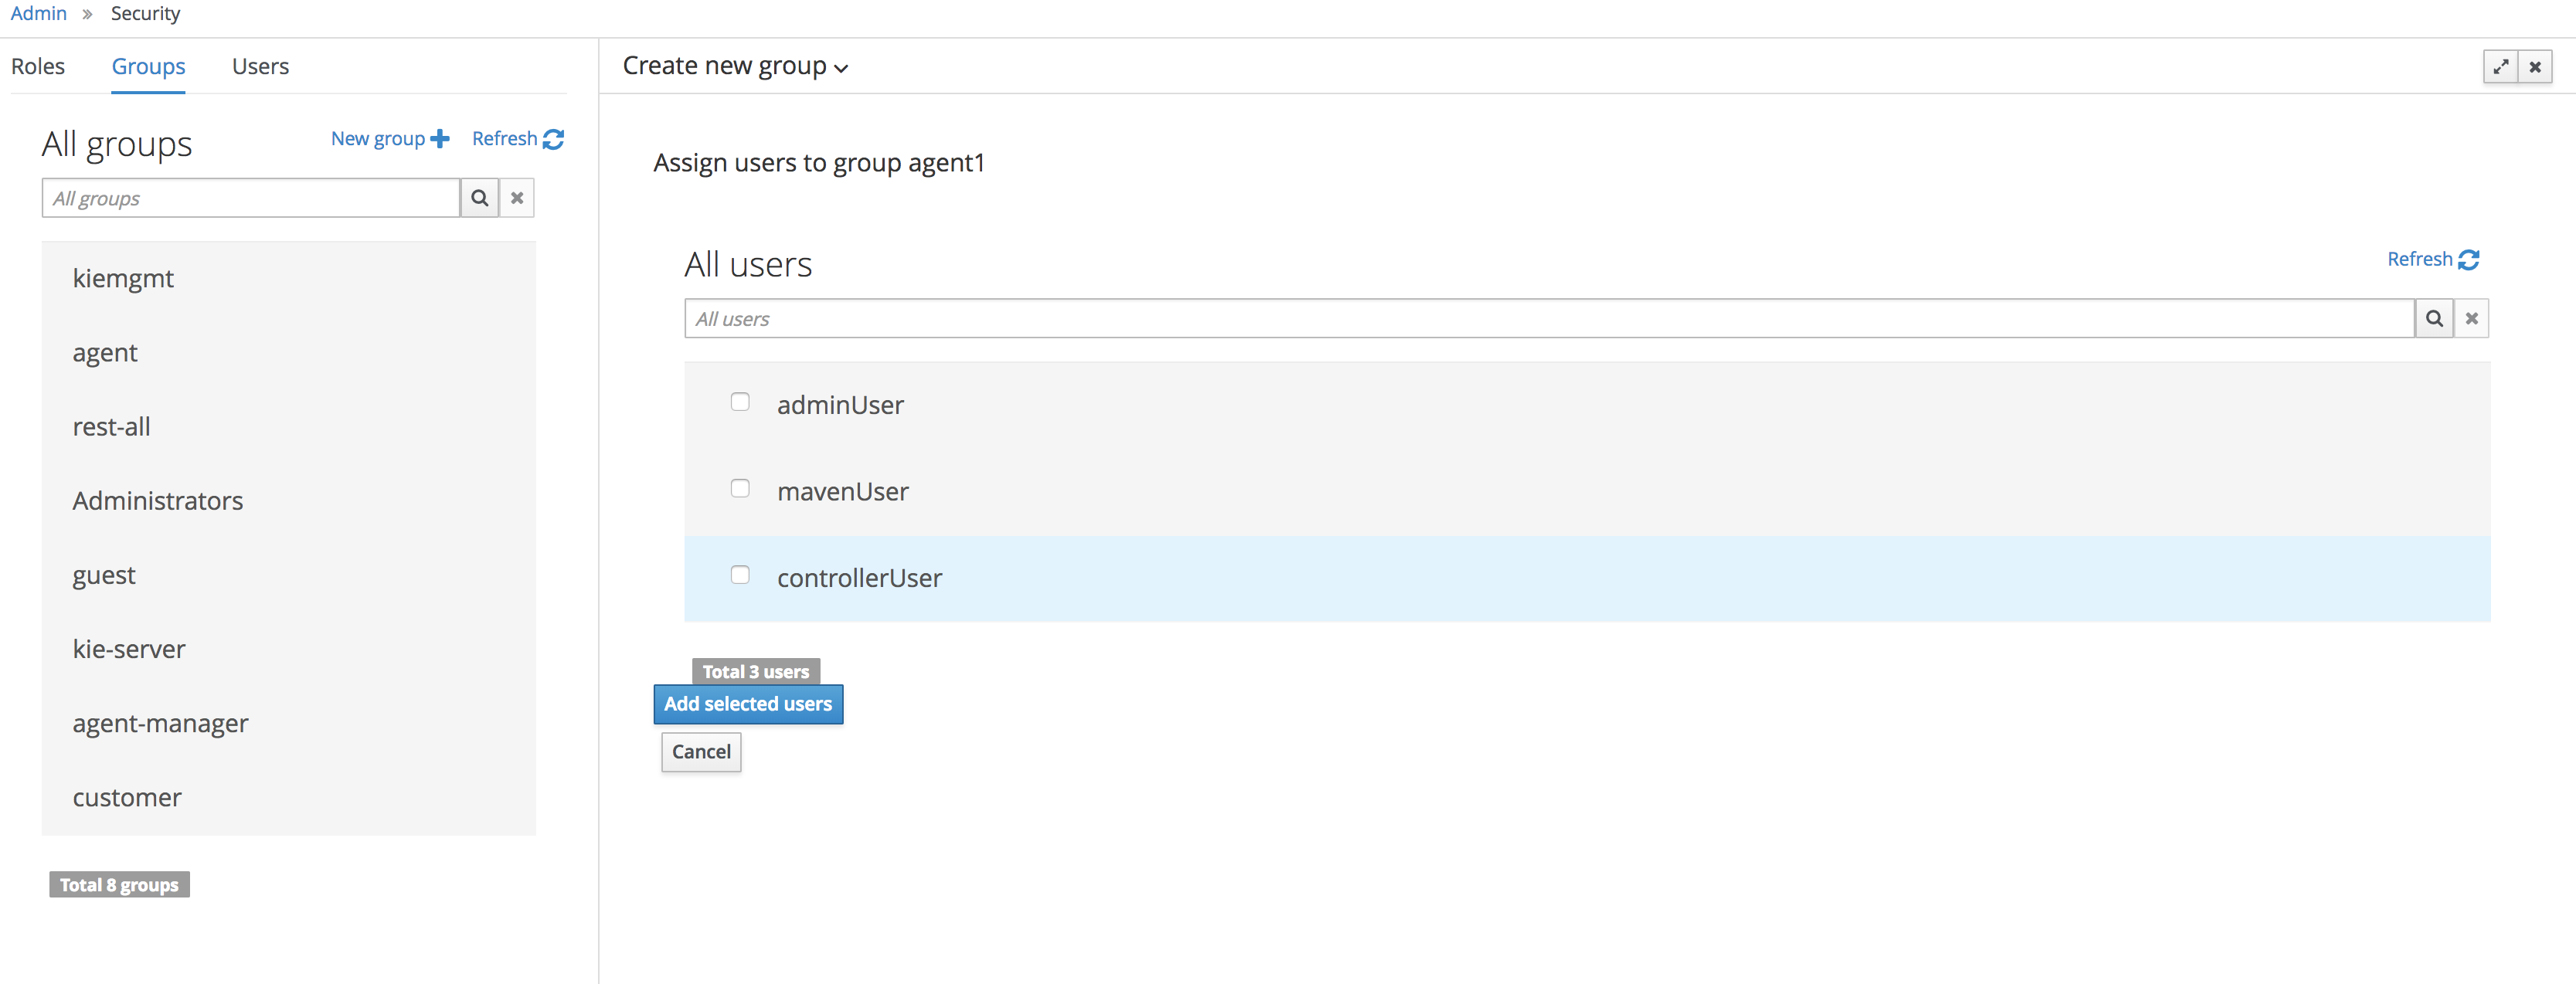 Admin » Security
Roles Groups Users
All groups New group Refresh
All groups
kiemgmt
agent
rest-all
Administrators
guest
kie-server
agent-manager
customer
Total 8 groups
Create new group
Assign users to group agent1
All users Refresh
All users
adminUser
mavenUser
controllerUser
Total 3 users
Add selected users
Cancel